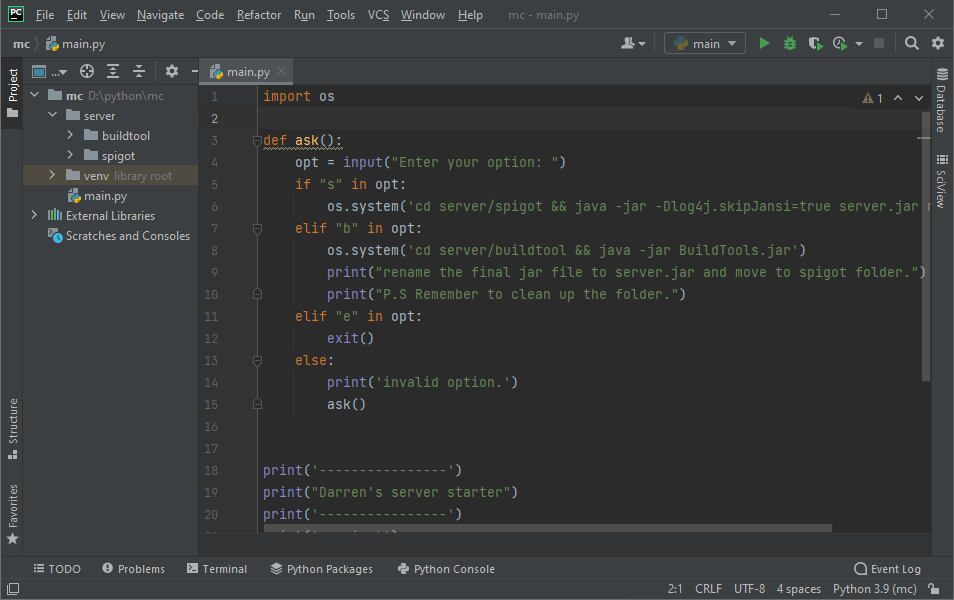 PC File Edit View Navigate Code Refactor Run Tools VCS Window Help mc - main.py
mc main.py main
Project ... main.py
mc D:\python\mc
server
buildtool
spigot
venv library root
main.py
External Libraries
Scratches and Consoles
Structure
Favorites
1 import os 1
2
3 def ask():
4 opt = input("Enter your option: ")
5 if "s" in opt:
6 os.system('cd server/spigot && java -jar -Dlog4j.skipJansi=true server.jar
7 elif "b" in opt:
8 os.system('cd server/buildtool && java -jar BuildTools.jar')
9 print("rename the final jar file to server.jar and move to spigot folder.")
10 print("P.S Remember to clean up the folder.")
11 elif "e" in opt:
12 exit()
13 else:
14 print('invalid option.')
15 ask()
16
17
18 print('----------------')
19 print("Darren's server starter")
20 print('----------------')
Database
SciView
TODO Problems Terminal Python Packages Python Console Event Log
2:1 CRLF UTF-8 4 spaces Python 3.9 (mc)